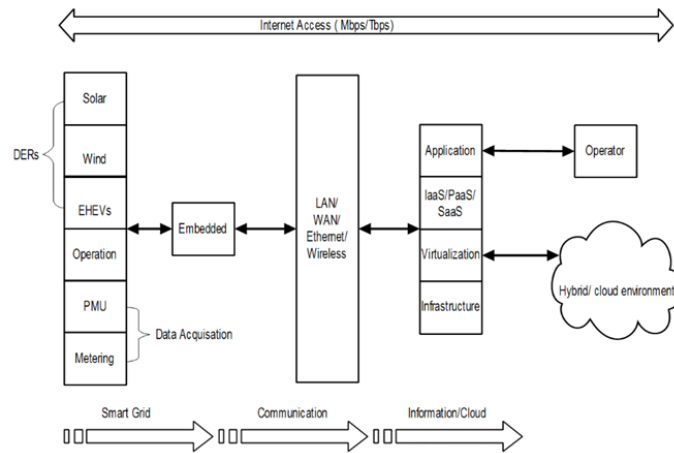 Internet Access ( Mbps/Tbps)
Solar
DERs
Wind
EHEVs
Operation
PMU
Data Acquisation
Metering
Embedded
LAN/
WAN/
Ethernet/
Wireless
Application
IaaS/PaaS/
SaaS
Virtualization
Infrastructure
Operator
Hybrid/ cloud environment
Smart Grid
Communication
Information/Cloud